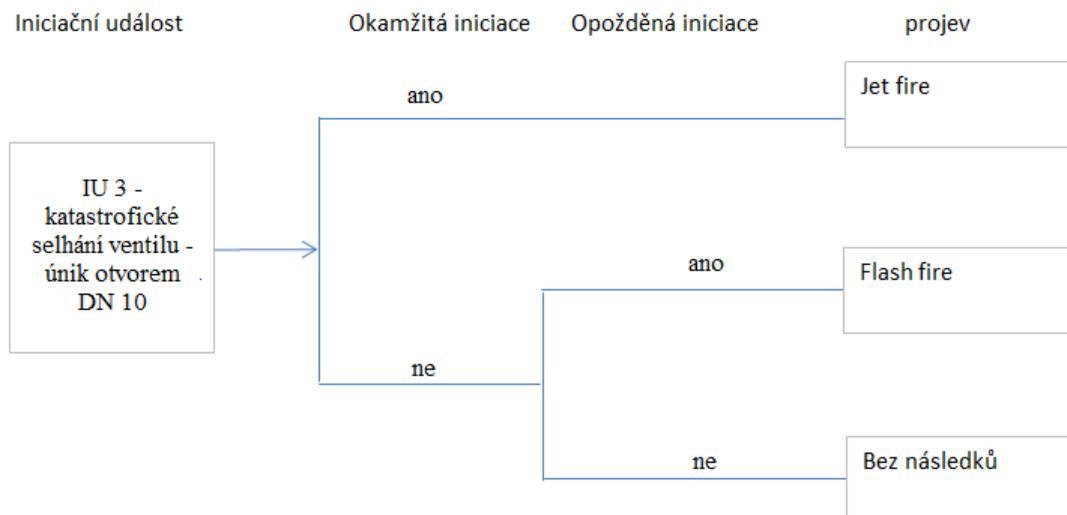 Iniciační událost
Okamžitá iniciace
Opožděná iniciace
projev
ano
Jet fire
IU 3 -
katastrofické
selhání ventilu -
únik otvorem .
DN 10
ano
Flash fire
ne
ne
Bez následků